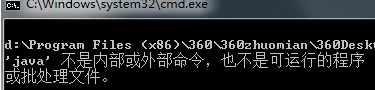 C:\Windows\system32\cmd.exe
d:\Program Files (x86)\360\360zhuomian\360Desk
'java' 不是内部或外部命令，也不是可运行的程序
或批处理文件。